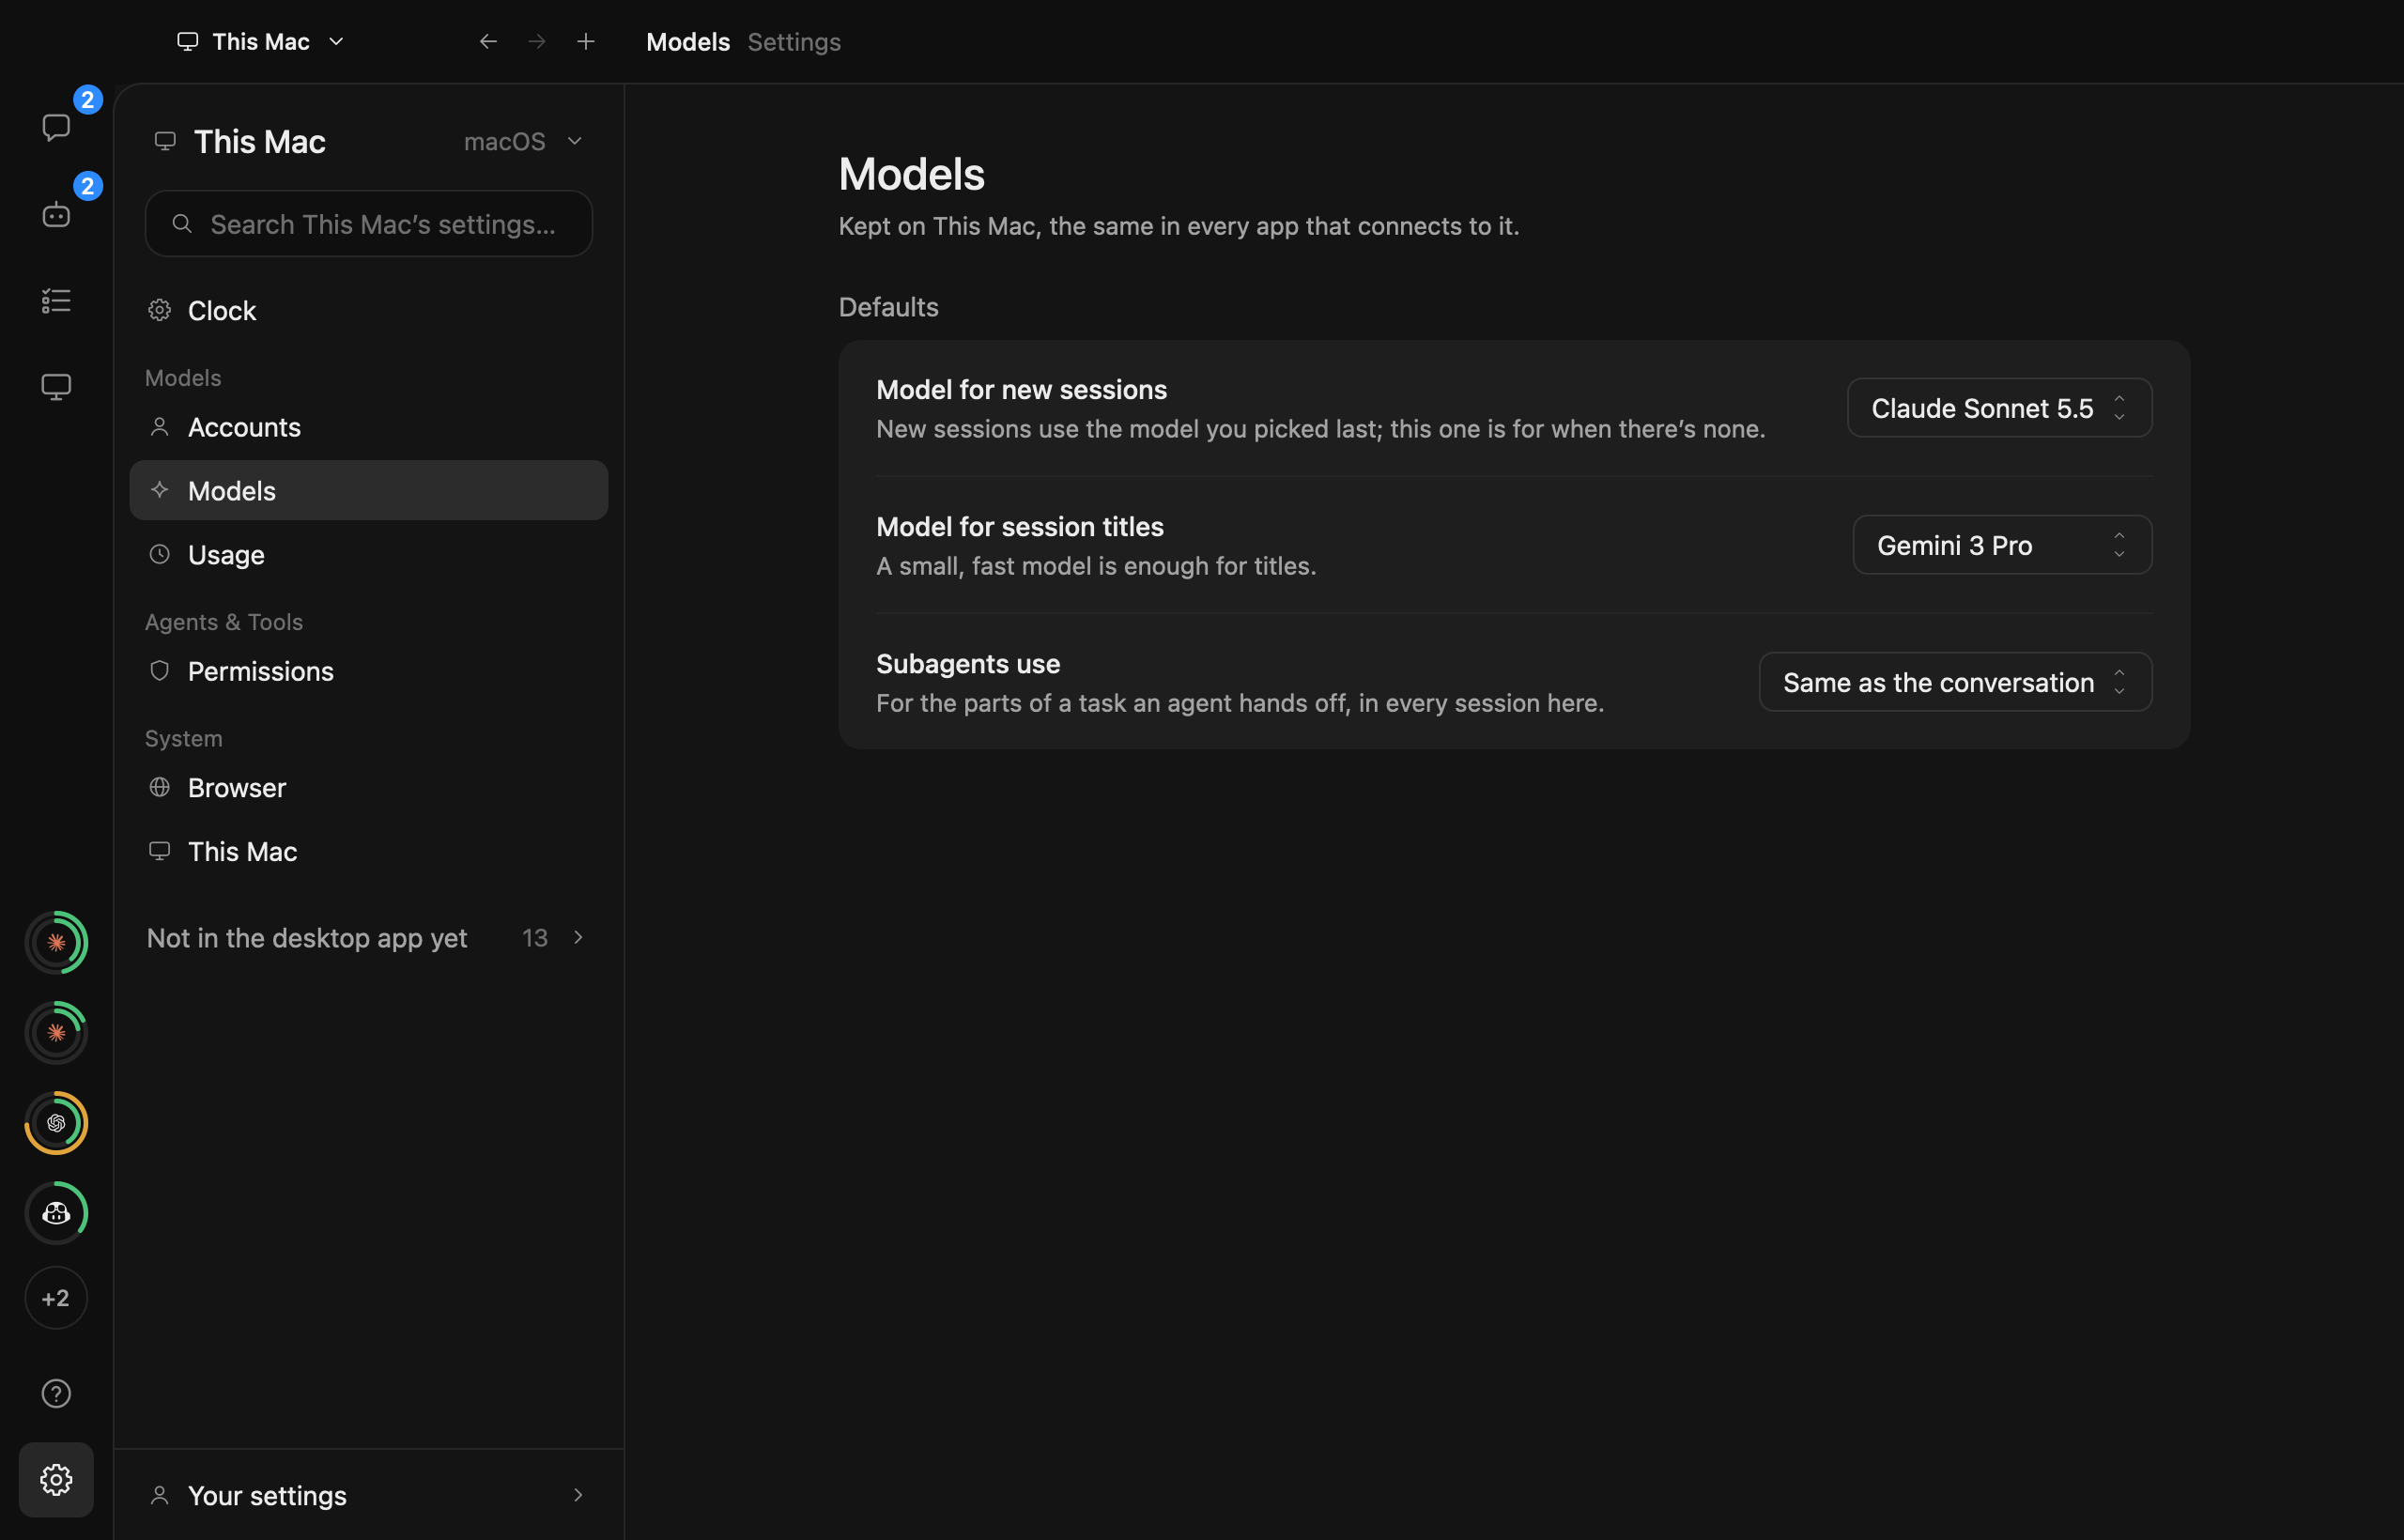 This Mac
Models Settings
2
2
This Mac macOS
Search This Mac’s settings...
Clock
Models
Accounts
Models
Usage
Agents & Tools
Permissions
System
Browser
This Mac
Not in the desktop app yet 13
+2
Your settings
Models
Kept on This Mac, the same in every app that connects to it.
Defaults
Model for new sessions
New sessions use the model you picked last; this one is for when there’s none.
Claude Sonnet 5.5
Model for session titles
A small, fast model is enough for titles.
Gemini 3 Pro
Subagents use
For the parts of a task an agent hands off, in every session here.
Same as the conversation